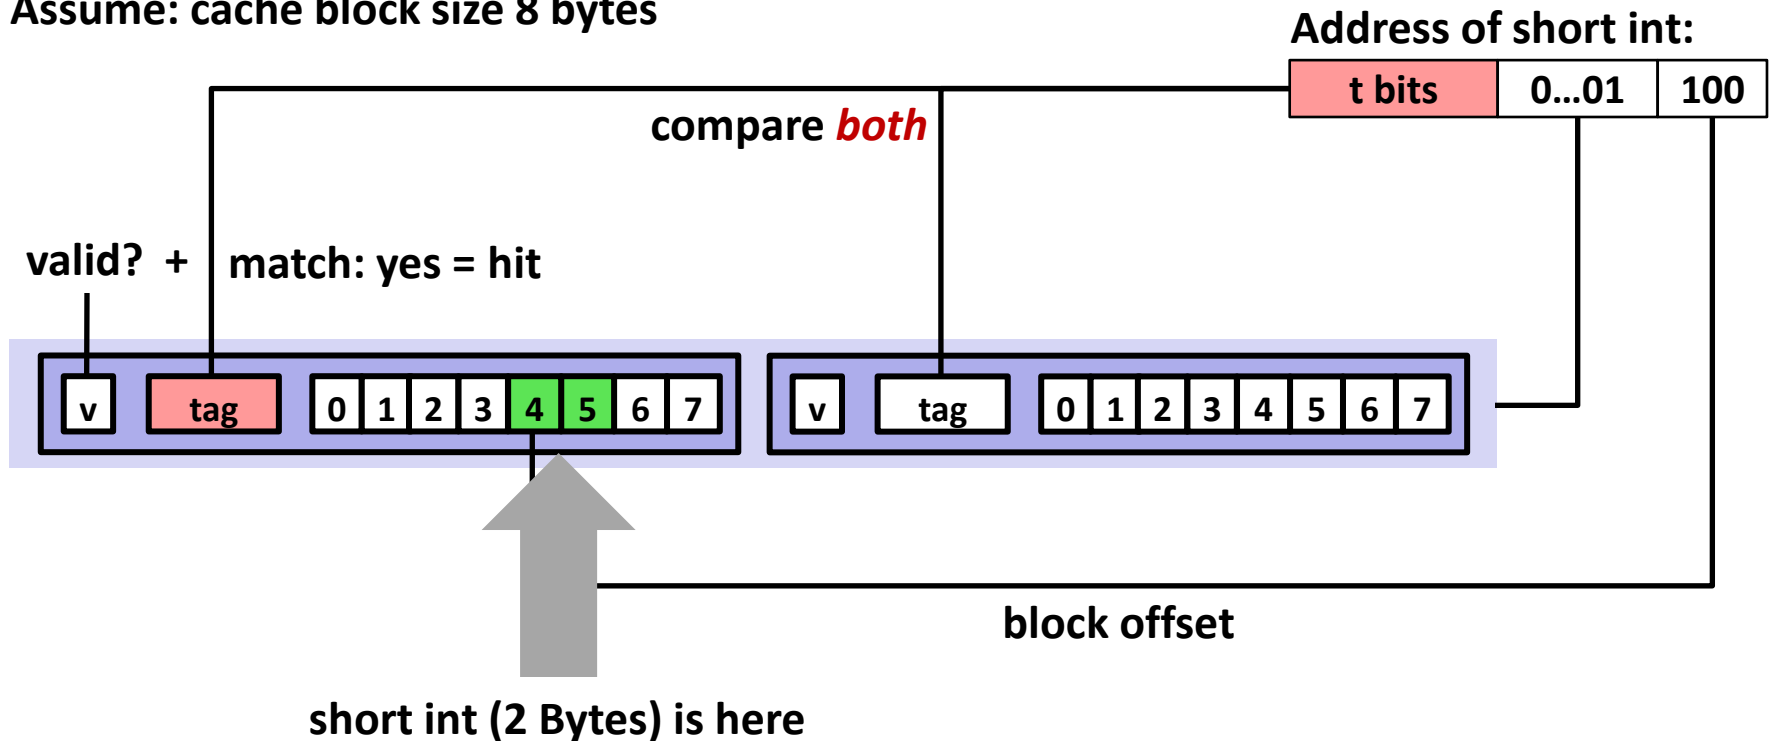 Assume: cache block size 8 bytes
Address of short int:
t bits 0...01 100
compare both
valid? + match: yes = hit
v tag 0 1 2 3 4 5 6 7 v tag 0 1 2 3 4 5 6 7
block offset
short int (2 Bytes) is here